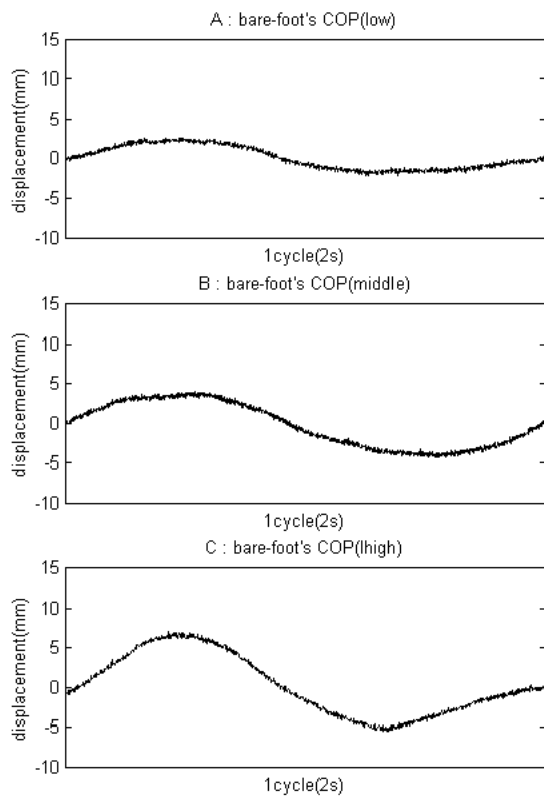 A : bare-foot's COP(low)
15
10
5
0
-5
-10
displacement(mm)
1cycle(2s)
B : bare-foot's COP(middle)
15
10
5
0
-5
-10
displacement(mm)
1cycle(2s)
C : bare-foot's COP(lhigh)
15
10
5
0
-5
-10
displacement(mm)
1cycle(2s)